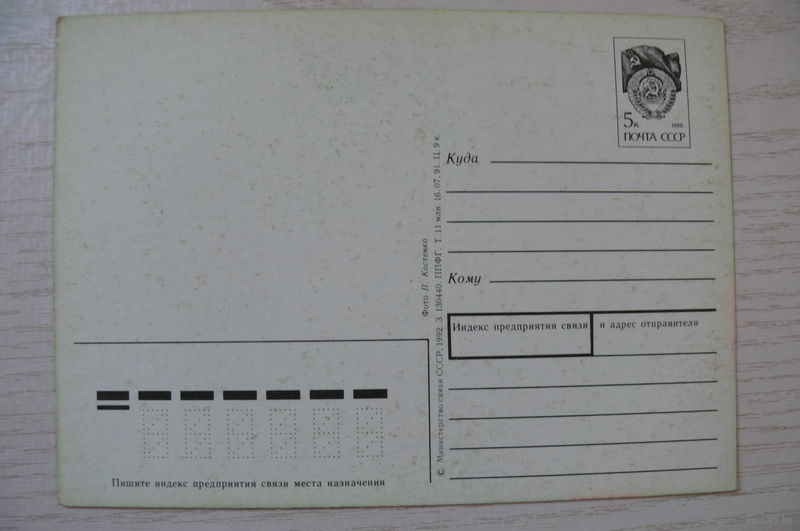 5к 1988
ПОЧТА СССР
Куда
Кому
Индекс предприятия связи и адрес отправителя
Фото П. Костенко
© Министерство связи СССР, 1992. З. 130440. ППФГ. Т. 11 млн. 16.07.91. Ц. 9 к.
Пишите индекс предприятия связи места назначения